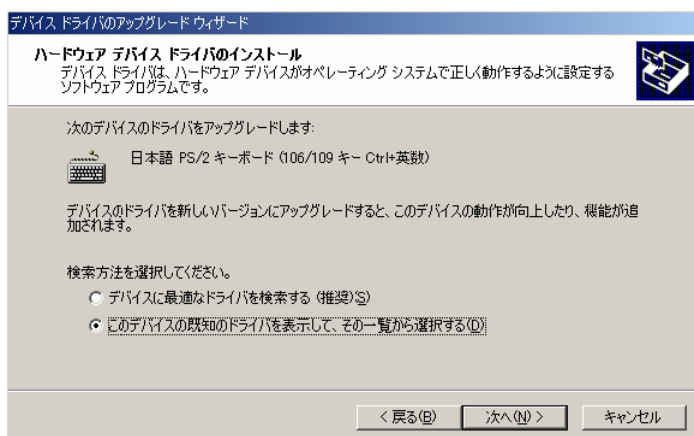 デバイス ドライバのアップグレード ウィザード
ハードウェア デバイス ドライバのインストール
デバイス ドライバは、ハードウェア デバイスがオペレーティング システムで正しく動作するように設定する
ソフトウェア プログラムです。
次のデバイスのドライバをアップグレードします:
日本語 PS/2 キーボード (106/109 キー Ctrl+英数)
デバイスのドライバを新しいバージョンにアップグレードすると、このデバイスの動作が向上したり、機能が追
加されます。
検索方法を選択してください。
デバイスに最適なドライバを検索する (推奨)(S)
このデバイスの既知のドライバを表示して、その一覧から選択する(D)
< 戻る(B)
次へ(N) >
キャンセル